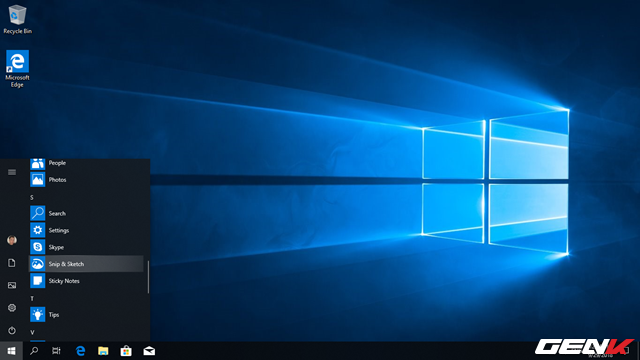 Recycle Bin
Microsoft
Edge
People
Photos
S
Search
Settings
Skype
Snip & Sketch
Sticky Notes
T
Tips
V
GENK